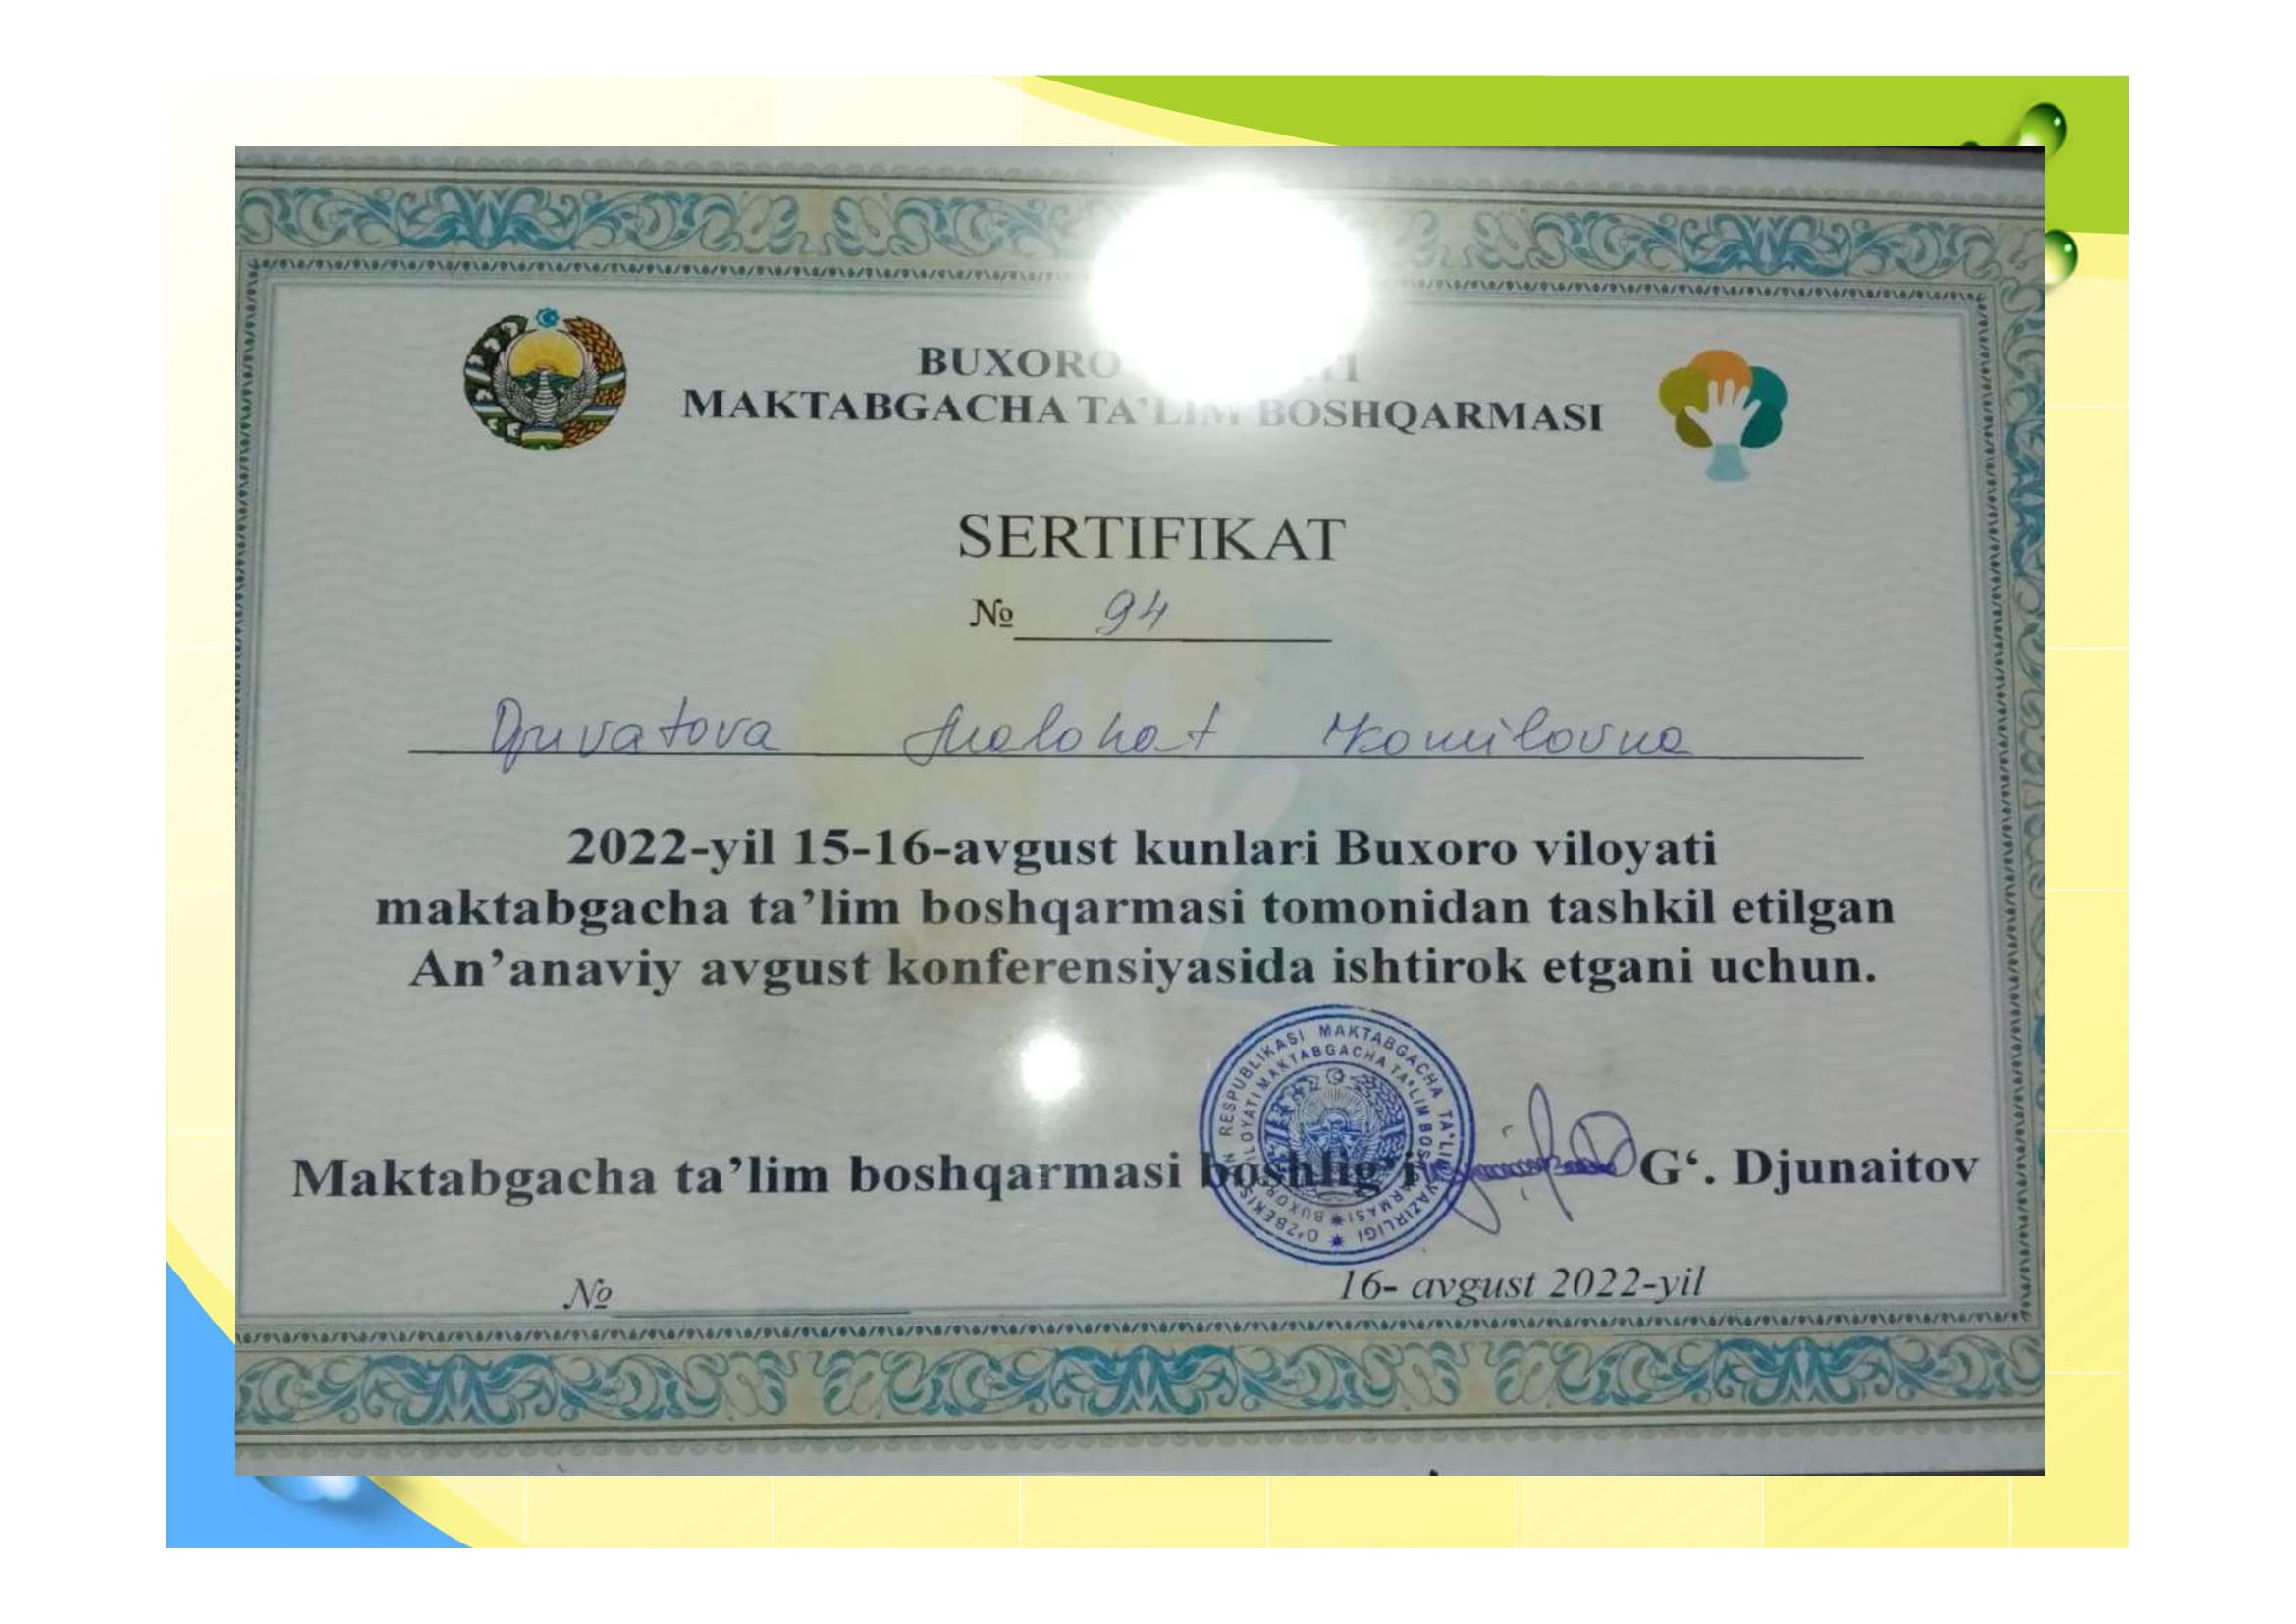 BUXORO
MAKTABGACHA TA’LIM BOSHQARMASI
SERTIFIKAT
№ 94
Malohat Komilovna
2022-yil 15-16-avgust kunlari Buxoro viloyati
maktabgacha ta’lim boshqarmasi tomonidan tashkil etilgan
An’anaviy avgust konferensiyasida ishtirok etgani uchun.
O‘ZBEKISTON RESPUBLIKASI MAKTABGACHA TA’LIM VAZIRLIGI
BUXORO VILOYATI MAKTABGACHA TA’LIM BOSHQARMASI
Maktabgacha ta’lim boshqarmasi boshlig‘i G‘. Djunaitov
№
16- avgust 2022-yil